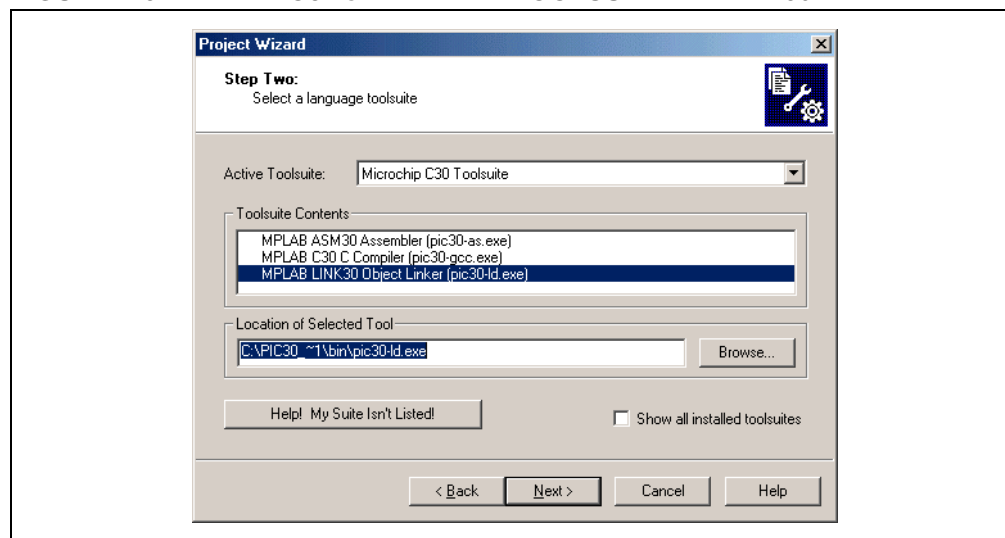 Project Wizard
Step Two:
Select a language toolsuite
Active Toolsuite: Microchip C30 Toolsuite
Toolsuite Contents
MPLAB ASM30 Assembler (pic30-as.exe)
MPLAB C30 C Compiler (pic30-gcc.exe)
MPLAB LINK30 Object Linker (pic30-ld.exe)
Location of Selected Tool
C:\PIC30_~1\bin\pic30-ld.exe Browse...
Help! My Suite Isn't Listed! Show all installed toolsuites
< Back Next > Cancel Help